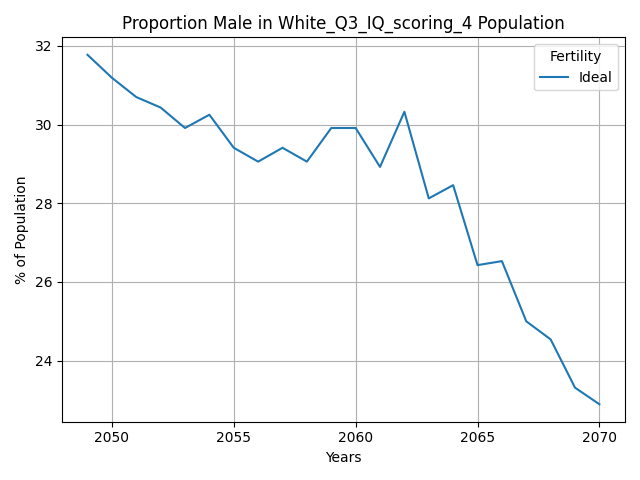 Proportion Male in White_Q3_IQ_scoring_4 Population
Fertility
Ideal
% of Population
32
30
28
26
24
2050
2055
2060
2065
2070
Years